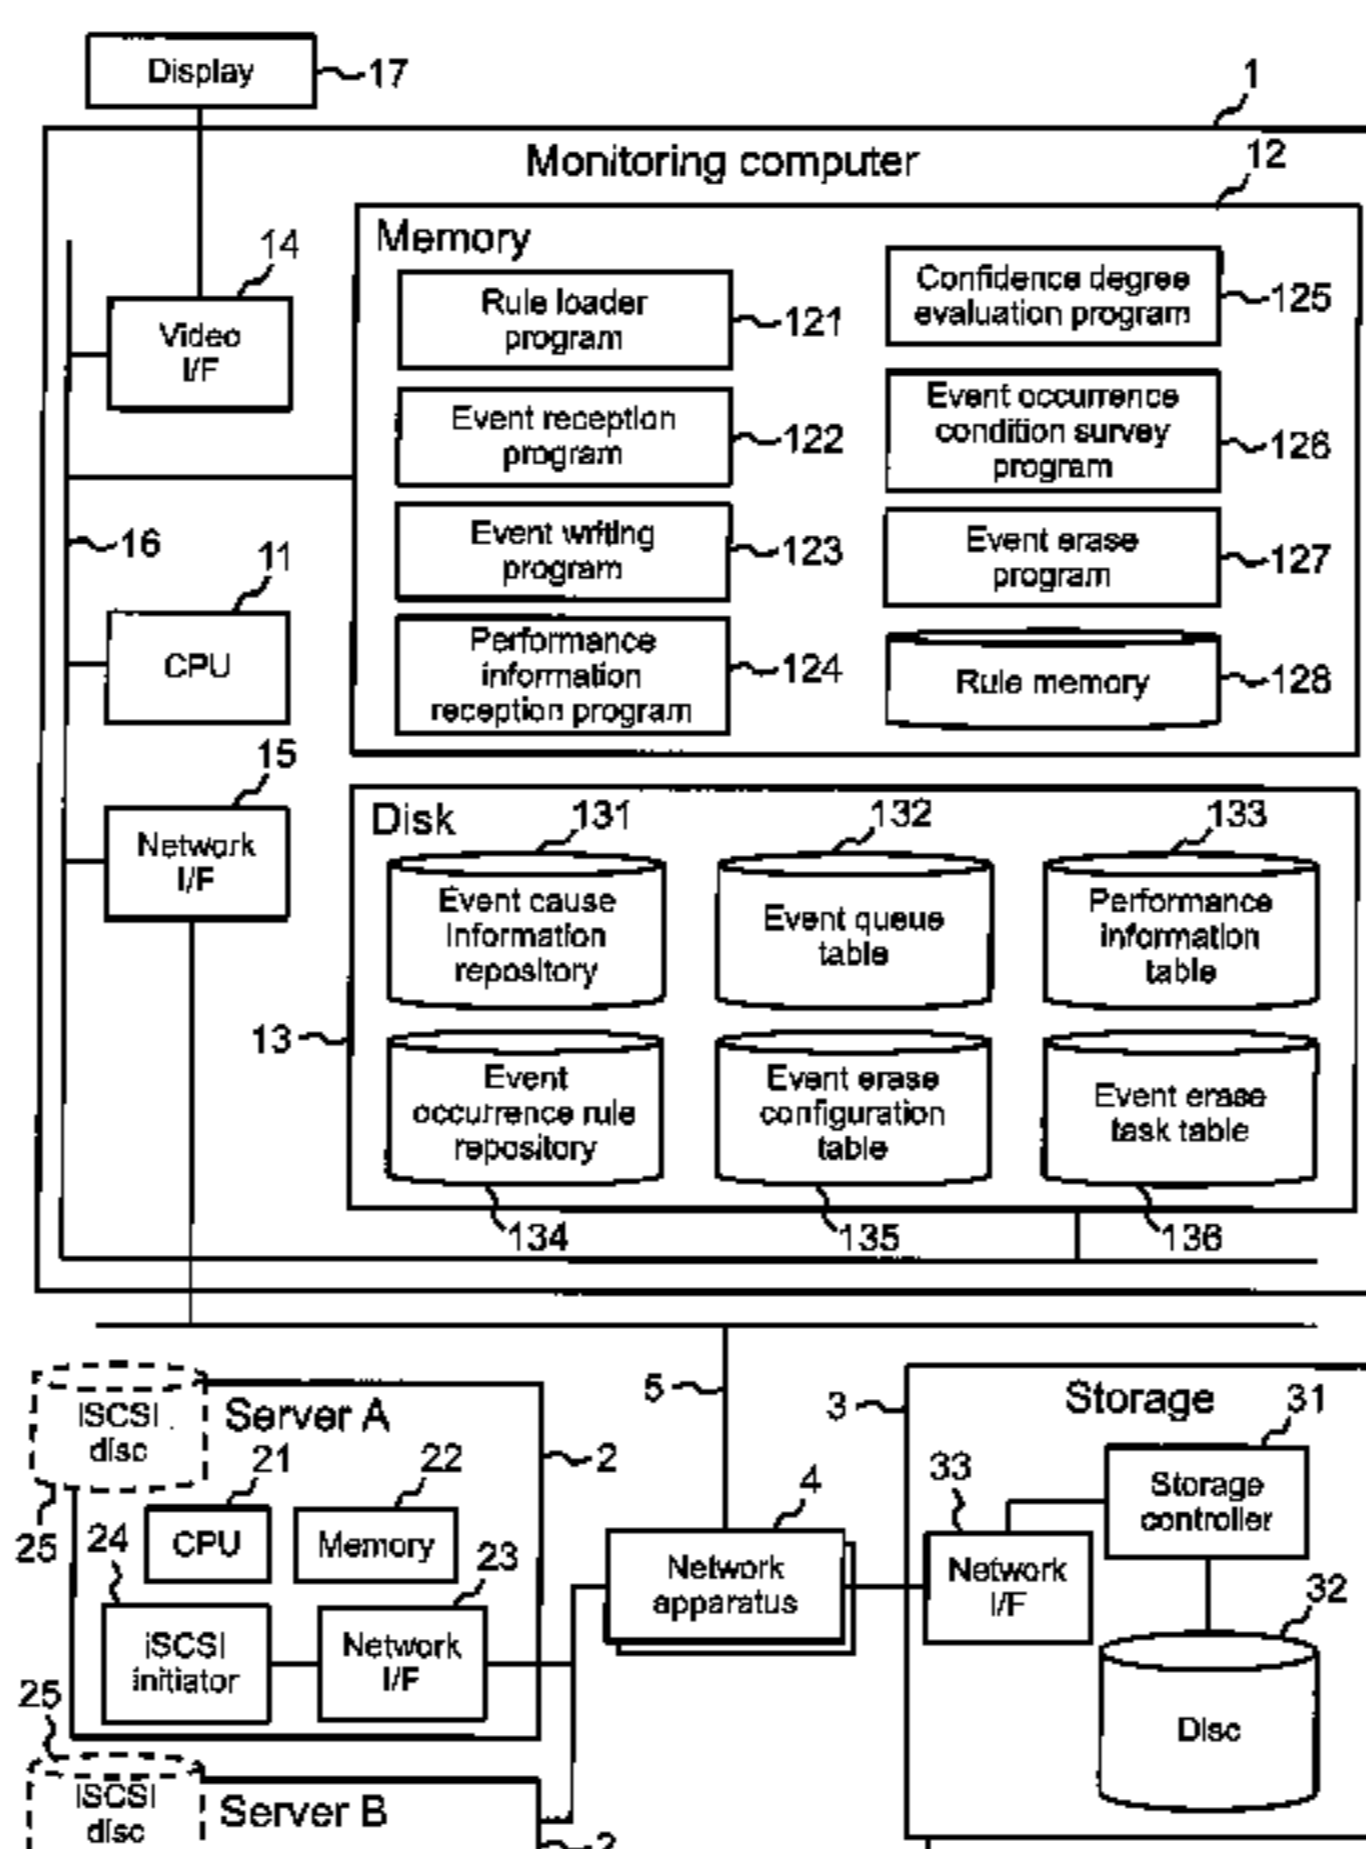 Display
17
1
Monitoring computer
12
Memory
14
Video
I/F
Rule loader
program
121
Confidence degree
evaluation program
125
Event reception
program
122
Event occurrence
condition survey
program
126
16
Event writing
program
123
Event erase
program
127
11
CPU
Performance
information
reception program
124
Rule memory
128
15
Network
I/F
Disk
131
132
133
Event cause
Information
repository
Event queue
table
Performance
information
table
13
Event
occurrence rule
repository
Event erase
configuration
table
Event erase
task table
134
135
136
iSCSI
disc
25
Server A
2
21
22
CPU
Memory
24
23
iSCSI
initiator
Network
I/F
5
4
Network
apparatus
3
Storage
31
33
Storage
controller
Network
I/F
32
Disc
25
iSCSI
disc
Server B
2